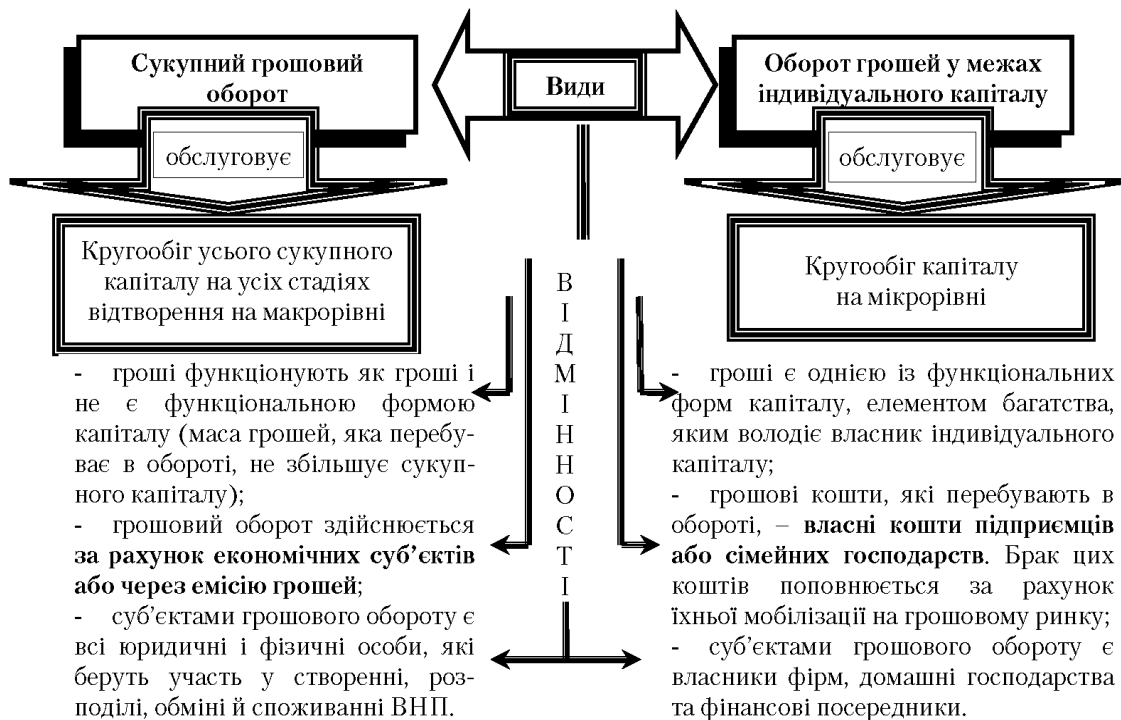 Сукупний грошовий
оборот
Види
Оборот грошей у межах
індивідуального капіталу
обслуговує
обслуговує
Кругообіг усього сукупного
капіталу на усіх стадіях
відтворення на макрорівні
Кругообіг капіталу
на мікрорівні
В
І
Д
М
І
Н
Н
О
С
Т
І
- гроші функціонують як гроші і
не є функціональною формою
капіталу (маса грошей, яка перебу-
ває в обороті, не збільшує сукуп-
ного капіталу);
- грошовий оборот здійснюється
за рахунок економічних суб’єктів
або через емісію грошей;
- суб’єктами грошового обороту є
всі юридичні і фізичні особи, які
беруть участь у створенні, роз-
поділі, обміні й споживанні ВНП.
- гроші є однією із функціональних
форм капіталу, елементом багатства,
яким володіє власник індивідуального
капіталу;
- грошові кошти, які перебувають в
обороті, – власні кошти підприємців
або сімейних господарств. Брак цих
коштів поповнюється за рахунок
їхньої мобілізації на грошовому ринку;
- суб’єктами грошового обороту є
власники фірм, домашні господарства
та фінансові посередники.